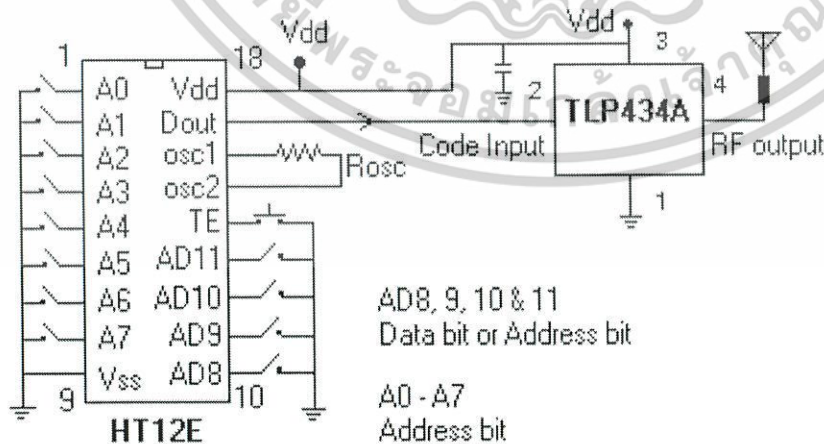 1
18
Vdd
Vdd
3
A0 Vdd
2
TLP434A
4
A1 Dout
Code Input
RF output
A2 osc1
Rosc
A3 osc2
A4 TE
1
A5 AD11
A6 AD10
AD8, 9, 10 & 11
A7 AD9
Data bit or Address bit
Vss AD8
9
10
A0 - A7
HT12E
Address bit